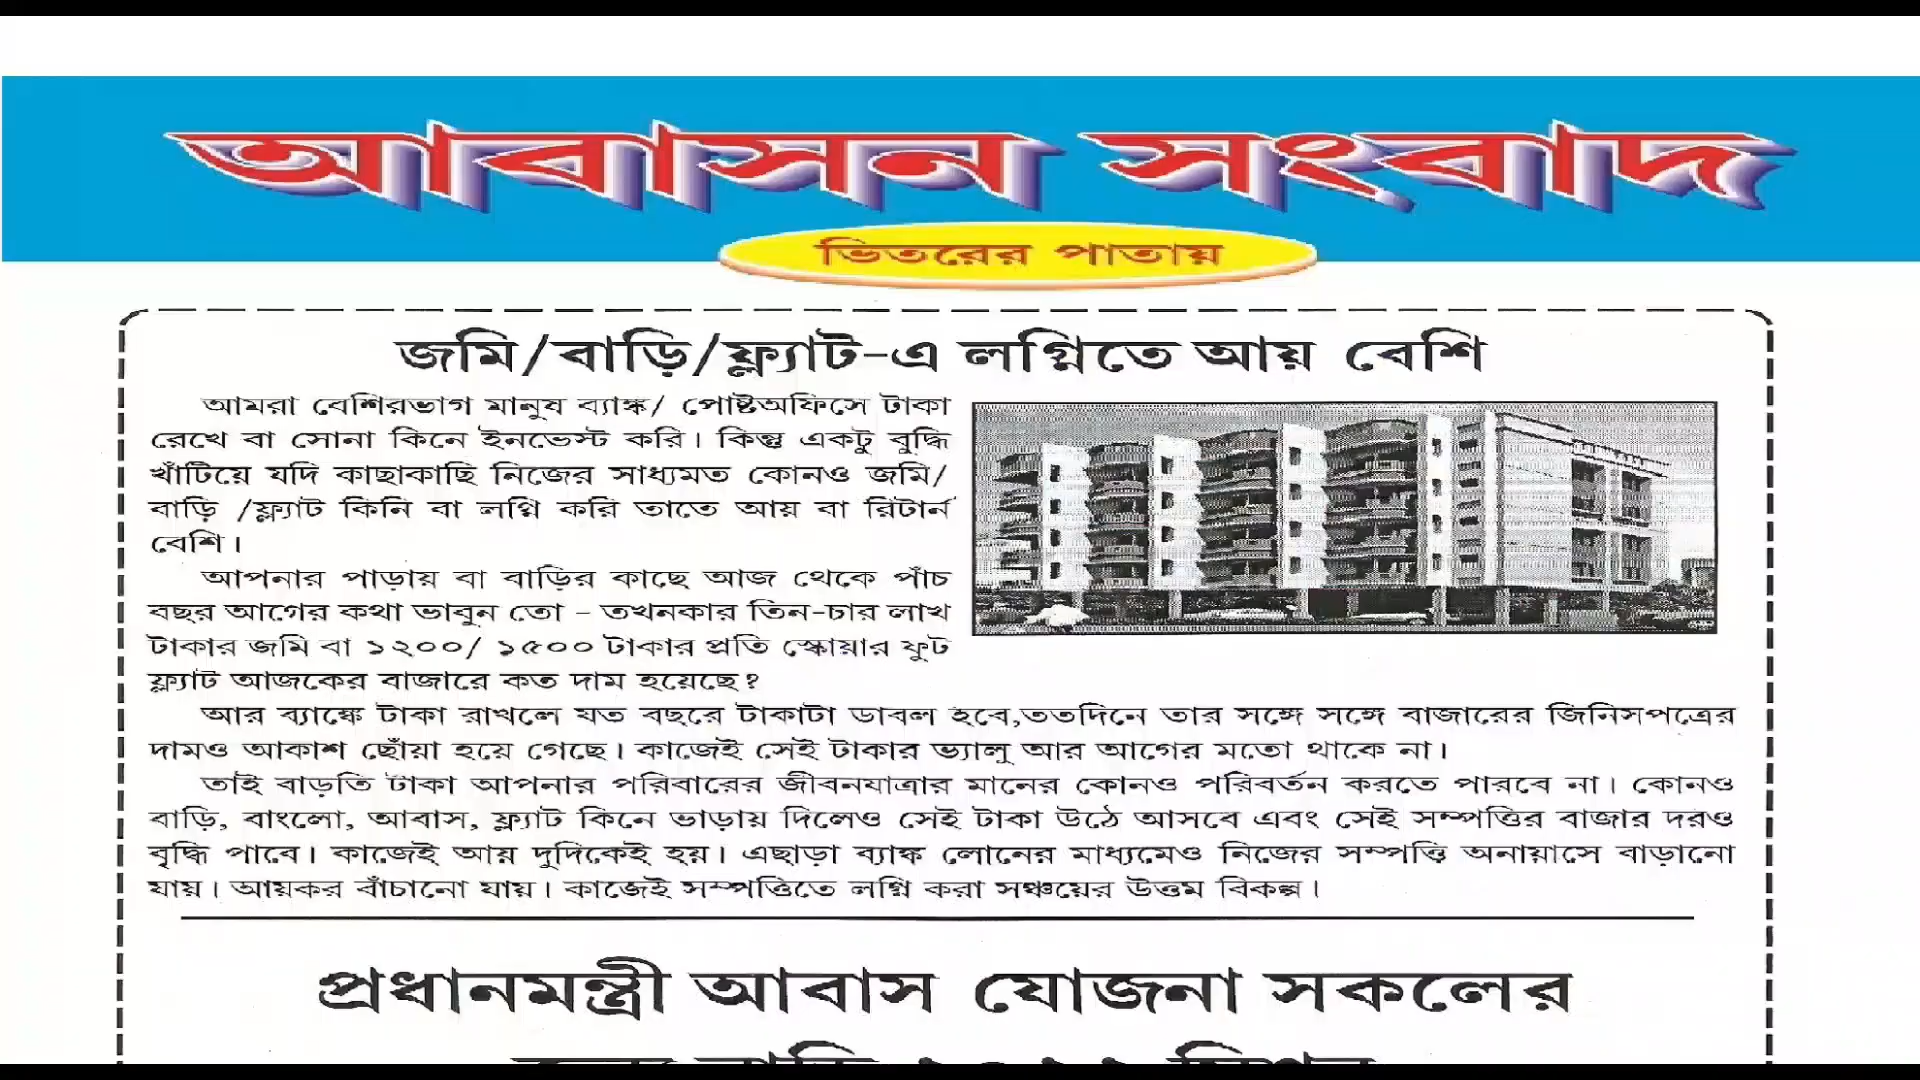 আবাসন সংবাদ
ভিতরের পাতায়
জমি/বাড়ি/ফ্ল্যাট-এ লগ্নিতে আয় বেশি
আমরা বেশিরভাগ মানুষ ব্যাঙ্ক/ পোষ্টঅফিসে টাকা
রেখে বা সোনা কিনে ইনভেস্ট করি। কিন্তু একটু বুদ্ধি
খাঁটিয়ে যদি কাছাকাছি নিজের সাধ্যমত কোনও জমি/
বাড়ি /ফ্ল্যাট কিনি বা লগ্নি করি তাতে আয় বা রিটার্ন
বেশি।
আপনার পাড়ায় বা বাড়ির কাছে আজ থেকে পাঁচ
বছর আগের কথা ভাবুন তো - তখনকার তিন-চার লাখ
টাকার জমি বা ১২০০/ ১৫০০ টাকার প্রতি স্কোয়ার ফুট
ফ্ল্যাট আজকের বাজারে কত দাম হয়েছে?
আর ব্যাঙ্কে টাকা রাখলে যত বছরে টাকাটা ডাবল হবে,ততদিনে তার সঙ্গে সঙ্গে বাজারের জিনিসপত্রের
দামও আকাশ ছোঁয়া হয়ে গেছে। কাজেই সেই টাকার ভ্যালু আর আগের মতো থাকে না।
তাই বাড়তি টাকা আপনার পরিবারের জীবনযাত্রার মানের কোনও পরিবর্তন করতে পারবে না। কোনও
বাড়ি, বাংলো, আবাস, ফ্ল্যাট কিনে ভাড়ায় দিলেও সেই টাকা উঠে আসবে এবং সেই সম্পত্তির বাজার দরও
বৃদ্ধি পাবে। কাজেই আয় দুদিকেই হয়। এছাড়া ব্যাঙ্ক লোনের মাধ্যমেও নিজের সম্পত্তি অনায়াসে বাড়ানো
যায়। আয়কর বাঁচানো যায়। কাজেই সম্পত্তিতে লগ্নি করা সঞ্চয়ের উত্তম বিকল্প।
প্রধানমন্ত্রী আবাস যোজনা সকলের